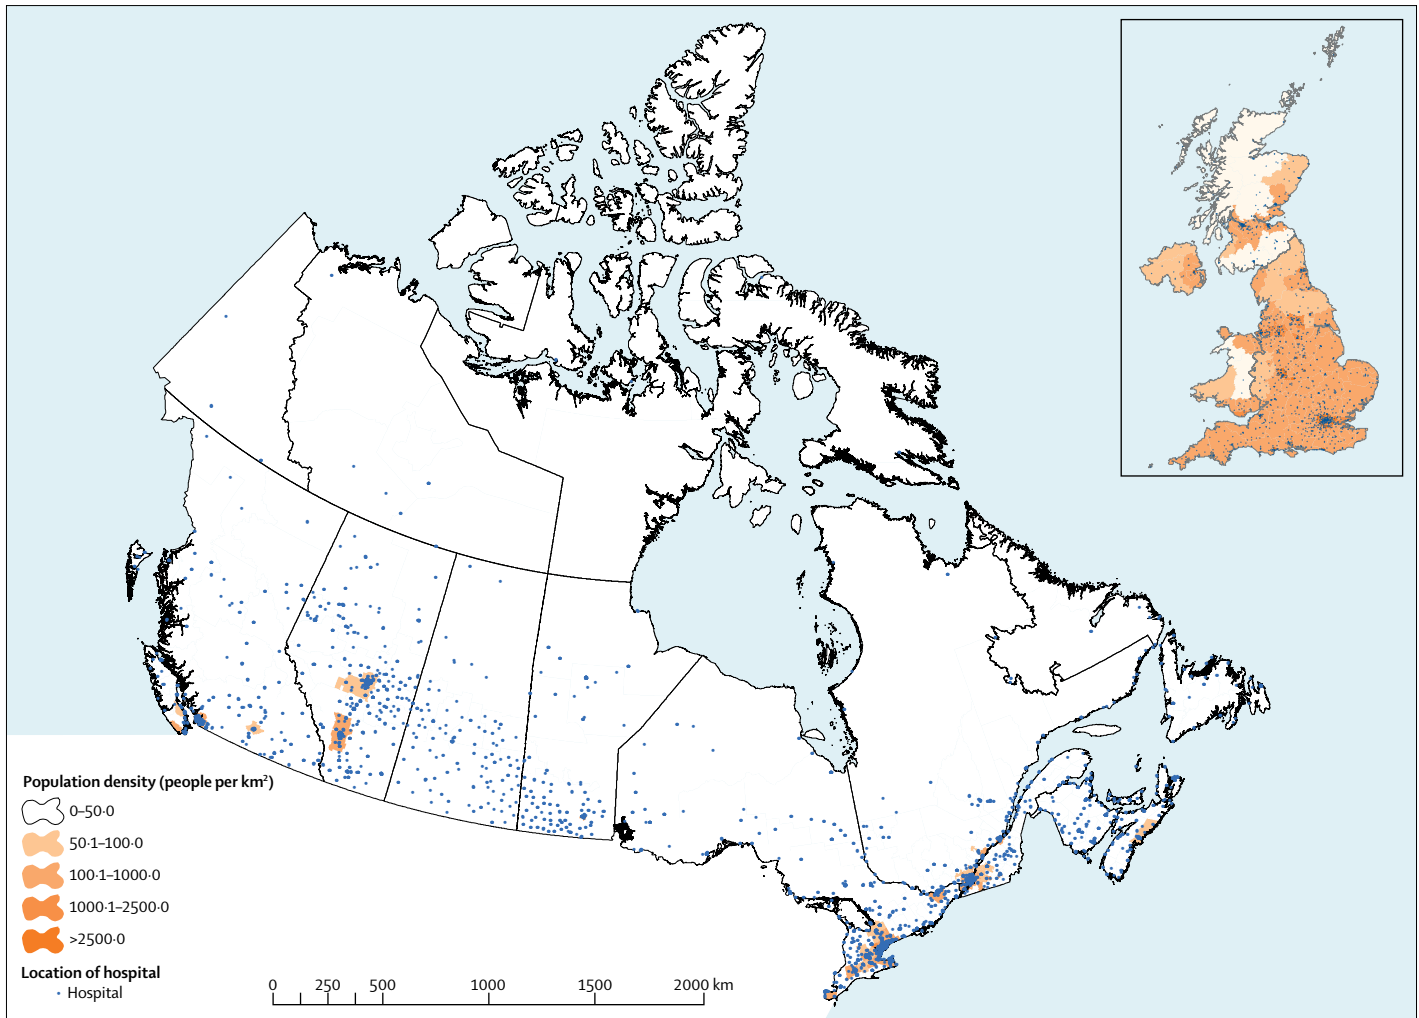 Population density (people per km²)
0–50·0
50·1–100·0
100·1–1000·0
1000·1–2500·0
>2500·0
Location of hospital
Hospital
0 250 500 1000 1500 2000 km